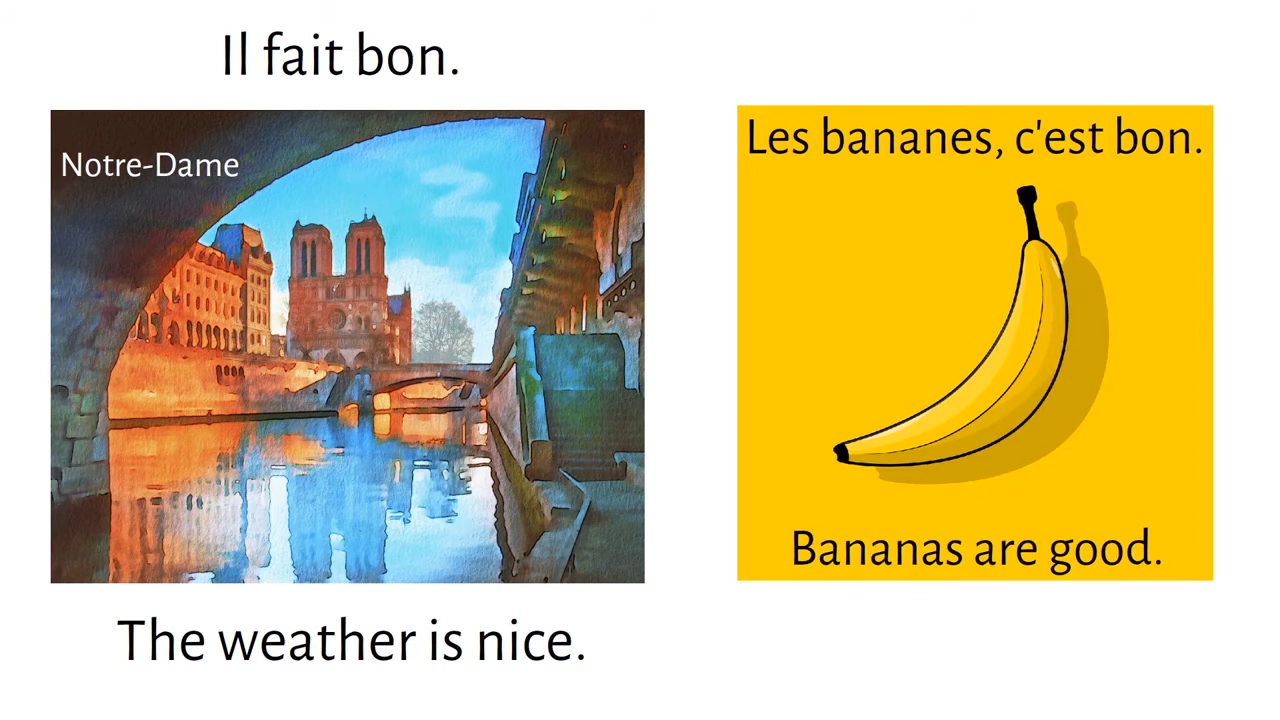 Il fait bon.
Notre-Dame
The weather is nice.
Les bananes, c'est bon.
Bananas are good.